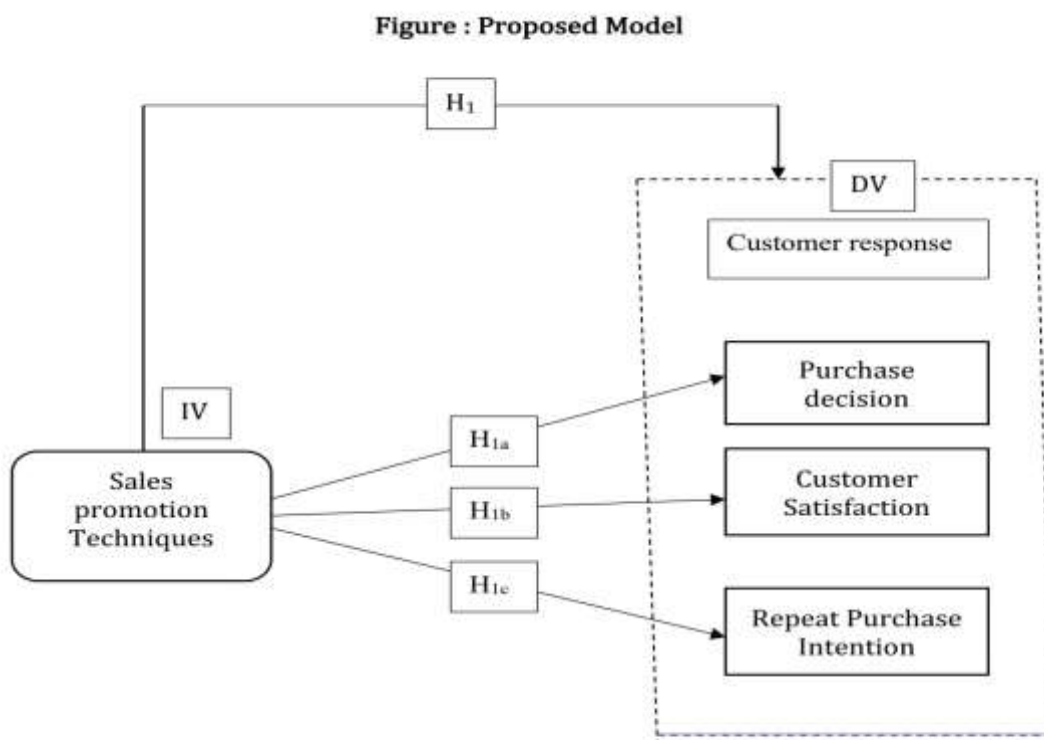 Figure : Proposed Model
H₁
DV
Customer response
IV
Sales
promotion
Techniques
H₁ₐ
Purchase
decision
H₁b
Customer
Satisfaction
H₁c
Repeat Purchase
Intention